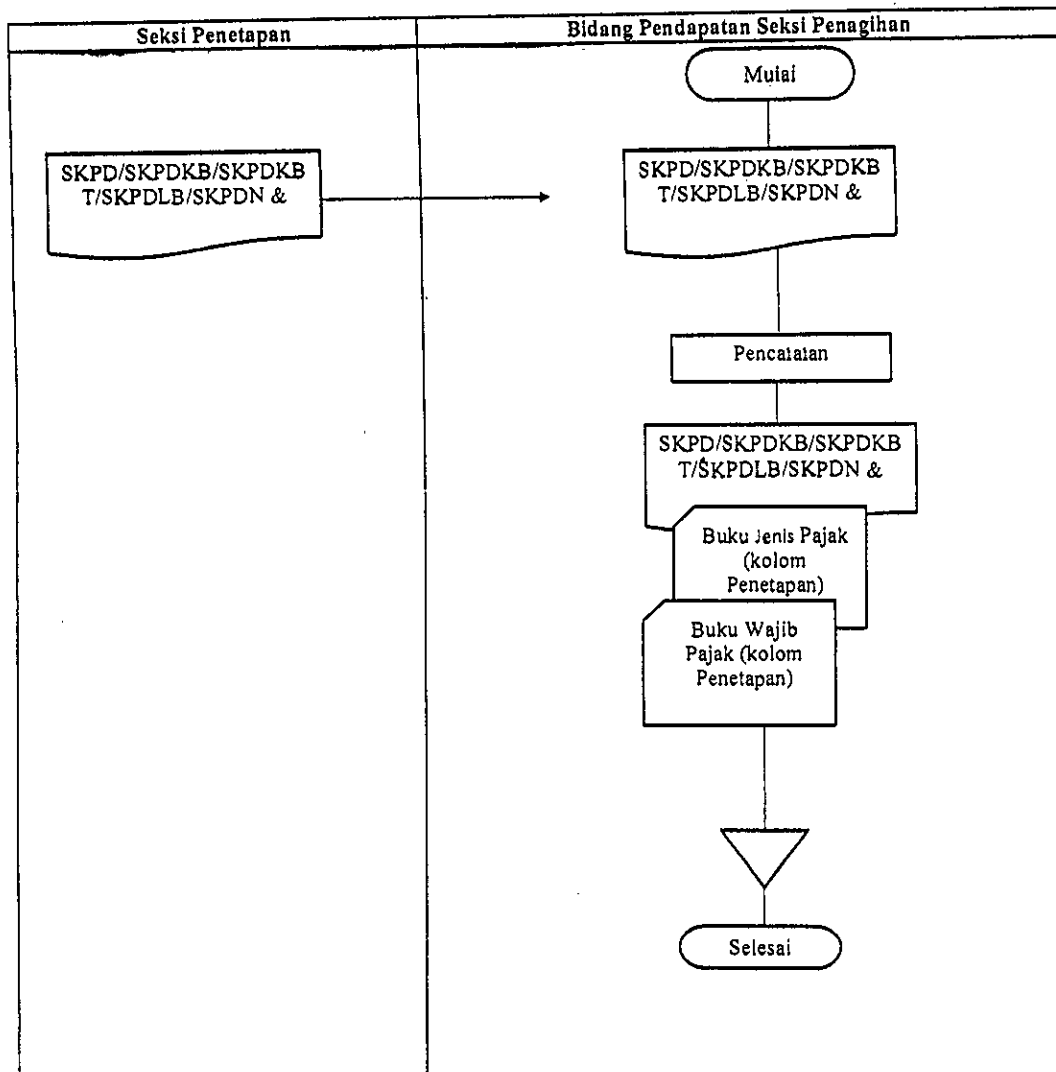 Seksi Penetapan
Bidang Pendapatan Seksi Penagihan
Mulai
SKPD/SKPDKB/SKPDKB
T/SKPDLB/SKPDN &
SKPD/SKPDKB/SKPDKB
T/SKPDLB/SKPDN &
Pencatatan
SKPD/SKPDKB/SKPDKB
T/SKPDLB/SKPDN &
Buku Jenis Pajak
(kolom
Penetapan)
Buku Wajib
Pajak (kolom
Penetapan)
Selesai